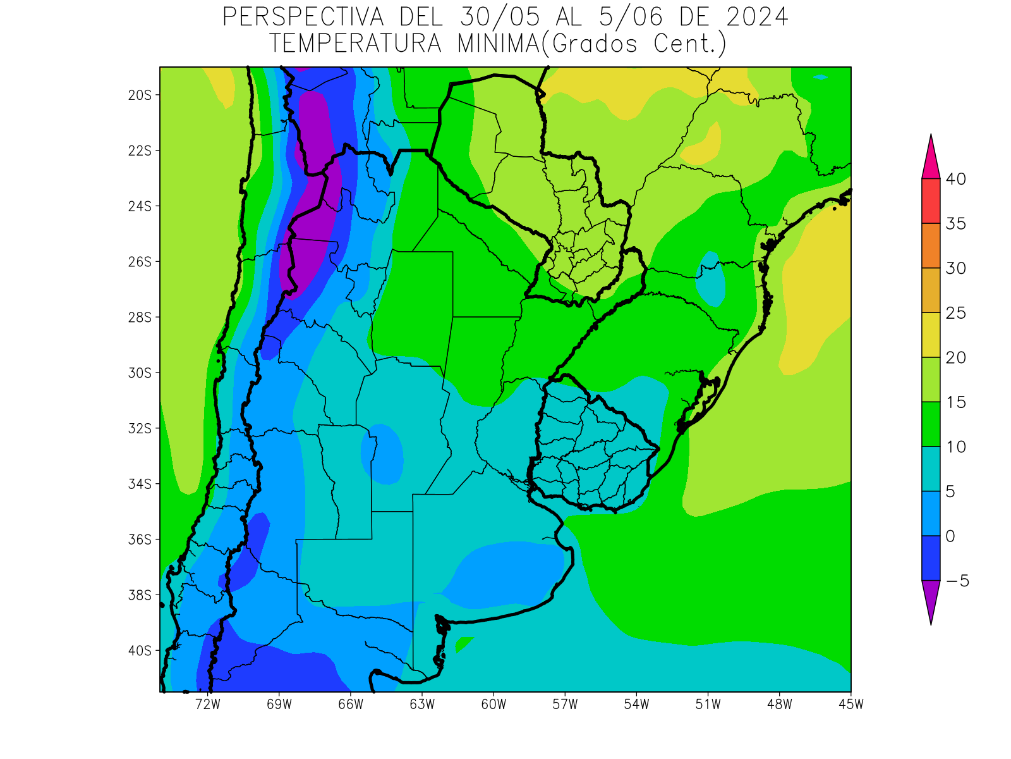 PERSPECTIVA DEL 30/05 AL 5/06 DE 2024
TEMPERATURA MINIMA(Grados Cent.)
20S
22S
24S
26S
28S
30S
32S
34S
36S
38S
40S
72W 69W 66W 63W 60W 57W 54W 51W 48W 45W
40
35
30
25
20
15
10
5
0
−5